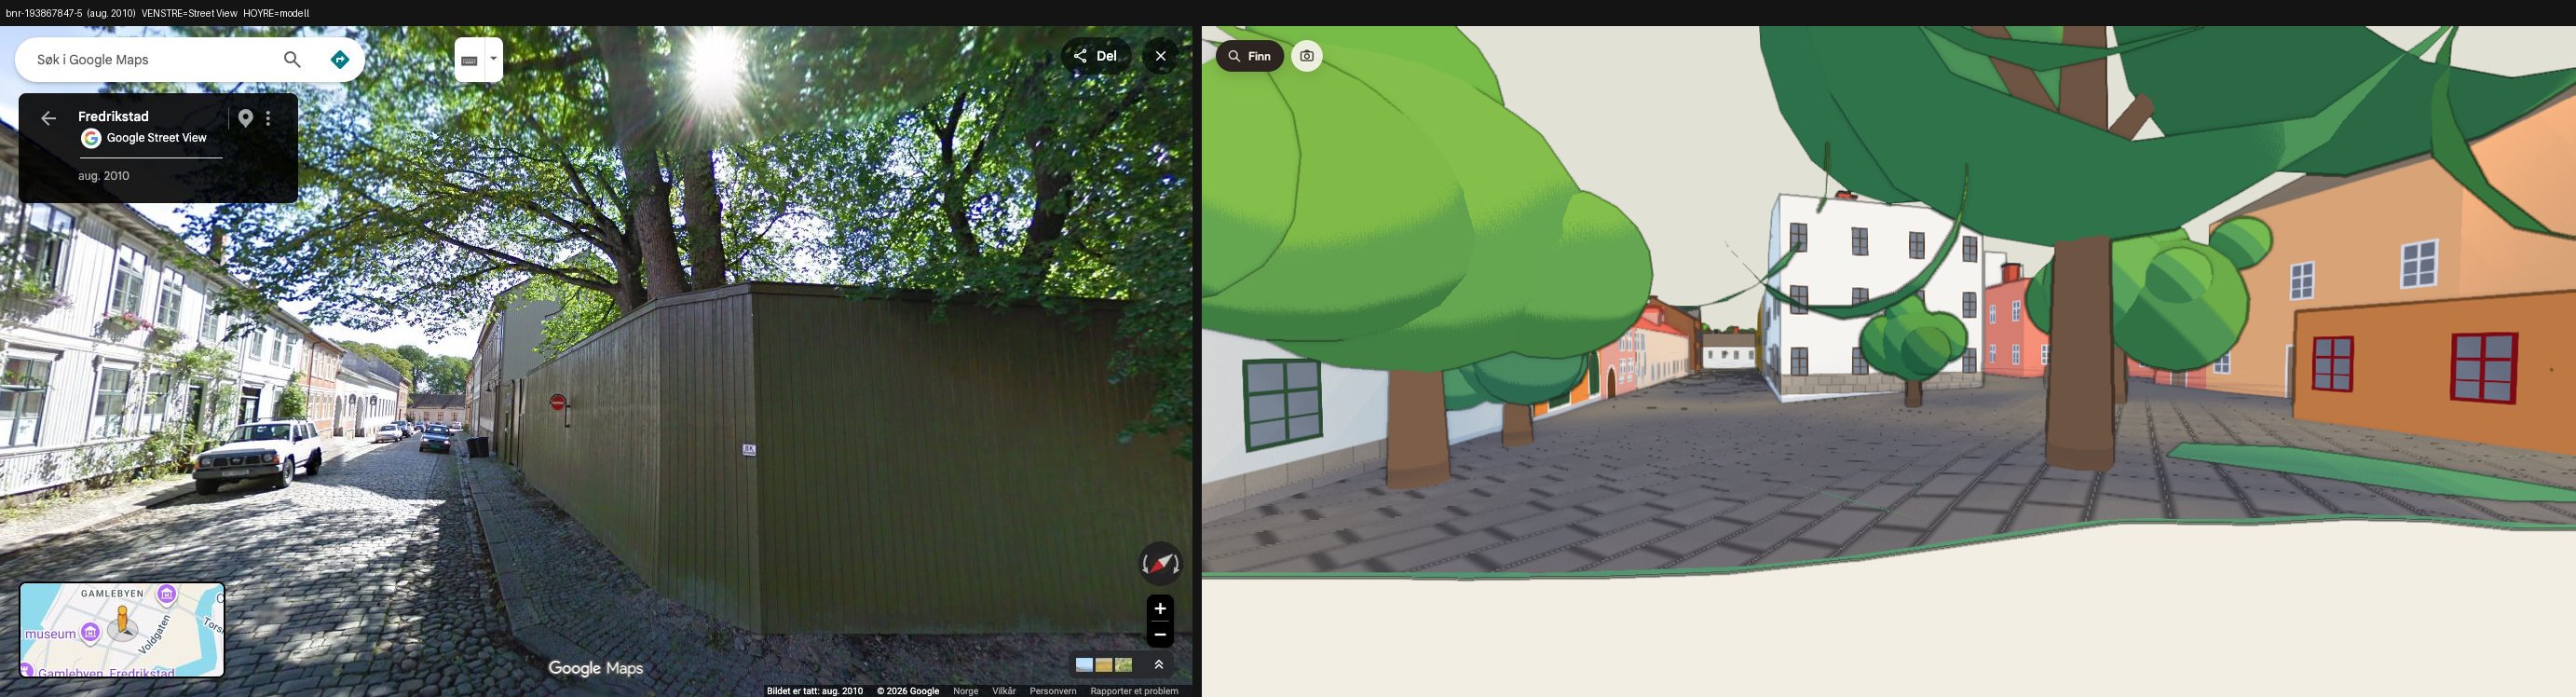 bnr-193867847-5 (aug. 2010) VENSTRE=Street View HOYRE=modell
Søk i Google Maps
Del
Finn
Fredrikstad
Google Street View
aug. 2010
GAMLEBYEN
museum
Voldgaten
Torsn
Gamlebyen, Fredrikstad
Google Maps
Bildet er tatt: aug. 2010 © 2026 Google Norge Vilkår Personvern Rapporter et problem